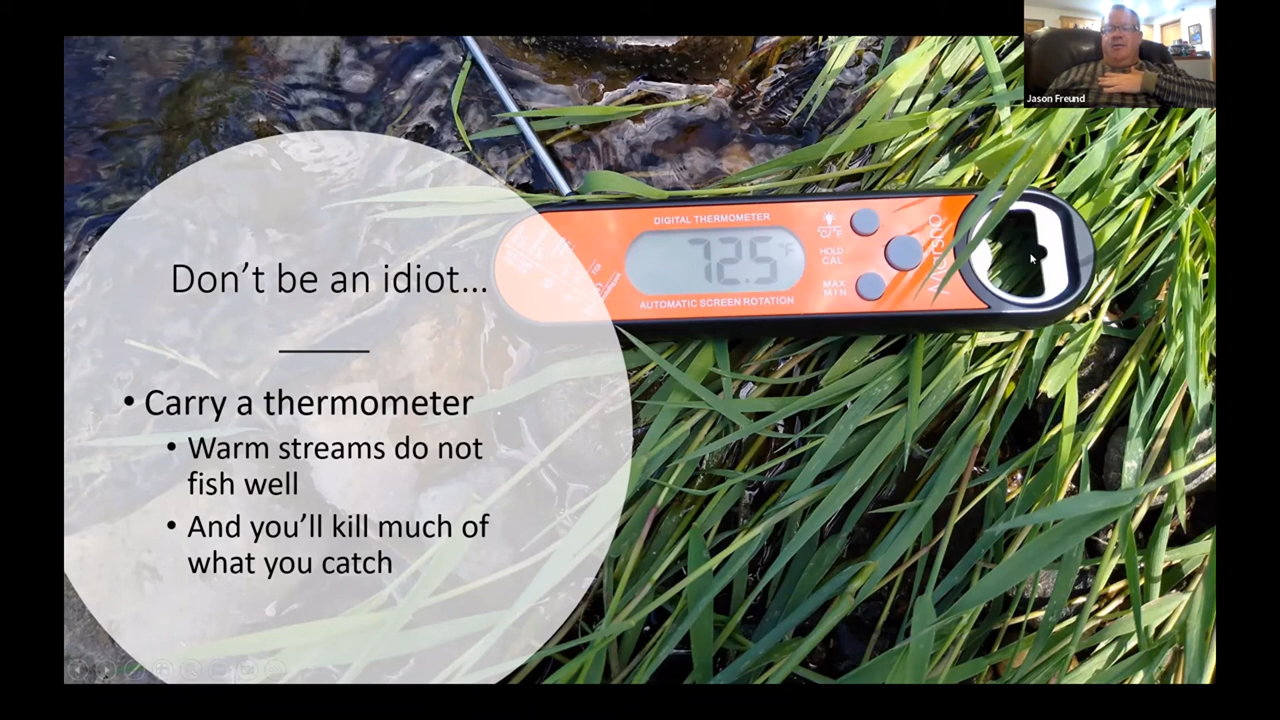 Jason Freund
DIGITAL THERMOMETER
°C/°F
72.5 °F
HOLD
CAL
MAX
MIN
AUTOMATIC SCREEN ROTATION
Don’t be an idiot…
• Carry a thermometer
• Warm streams do not
fish well
• And you’ll kill much of
what you catch